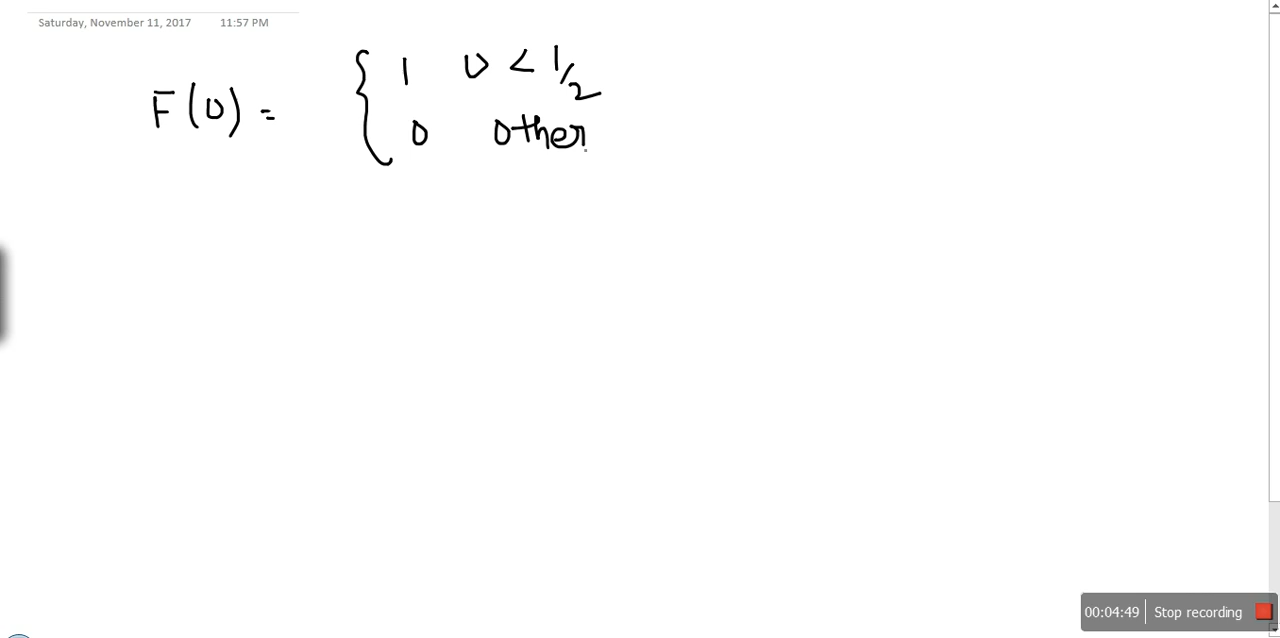 Saturday, November 11, 2017 11:57 PM
F(υ) = { 1 υ < 1/2
0 other
00:04:49 Stop recording